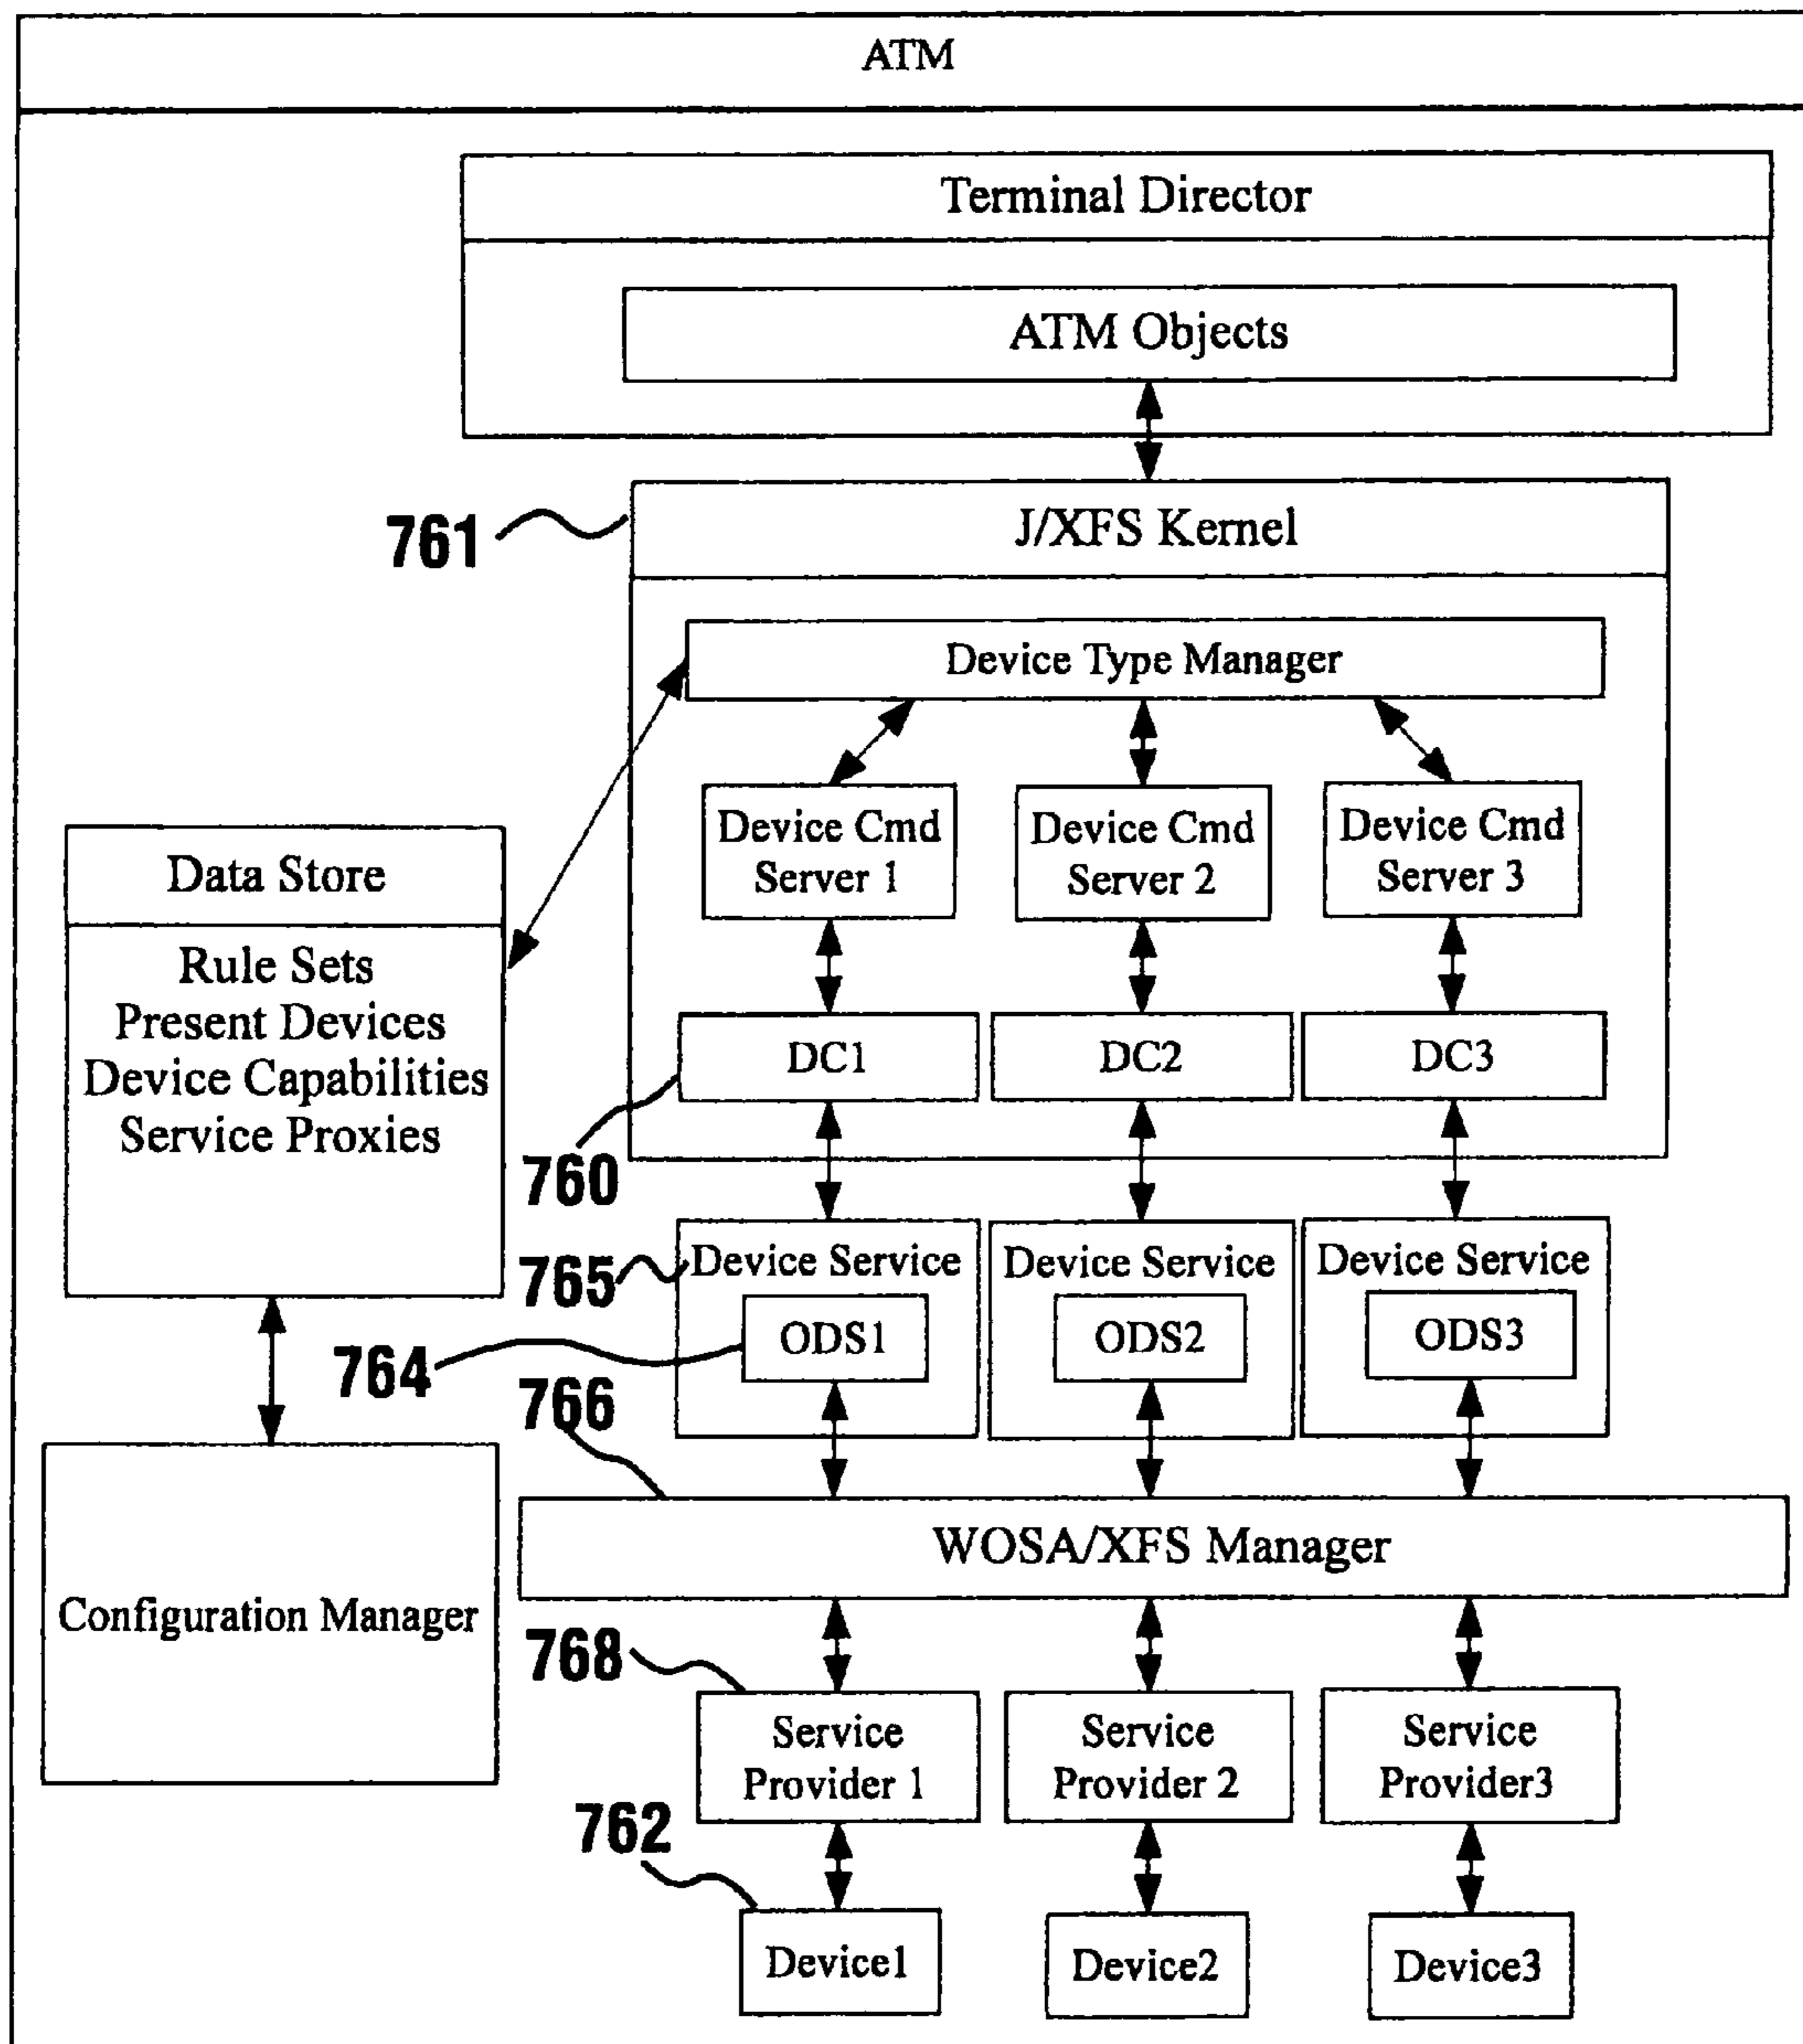 ATM
Terminal Director
ATM Objects
761
J/XFS Kernel
Device Type Manager
Device Cmd
Server 1
Device Cmd
Server 2
Device Cmd
Server 3
Data Store
Rule Sets
Present Devices
Device Capabilities
Service Proxies
DC1
DC2
DC3
760
765
Device Service
ODS1
Device Service
ODS2
Device Service
ODS3
764
766
WOSA/XFS Manager
Configuration Manager
768
Service
Provider 1
Service
Provider 2
Service
Provider3
762
Device1
Device2
Device3